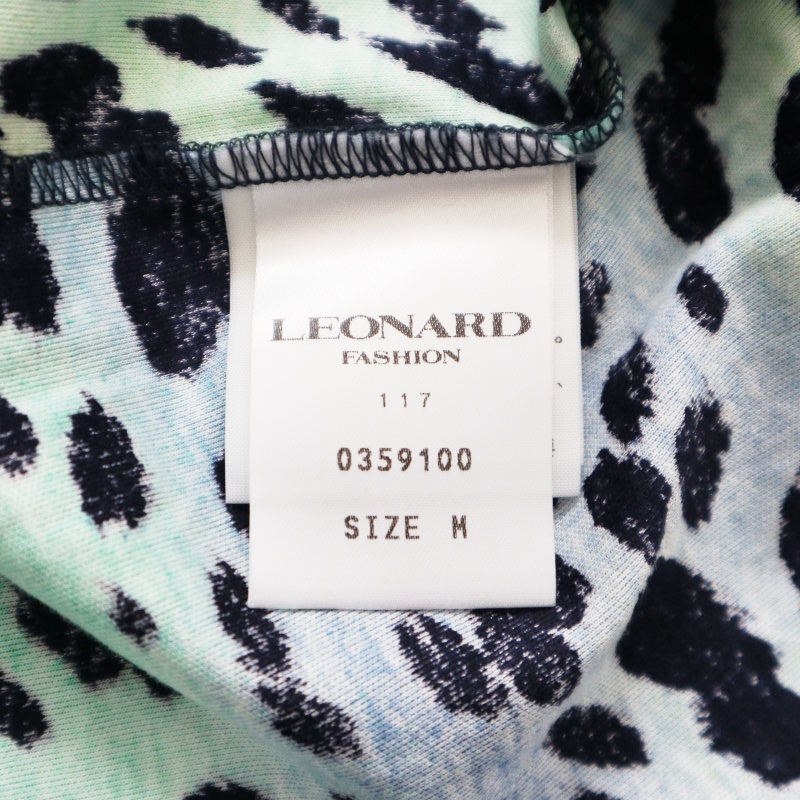 LEONARD
FASHION
117
0359100
SIZE M